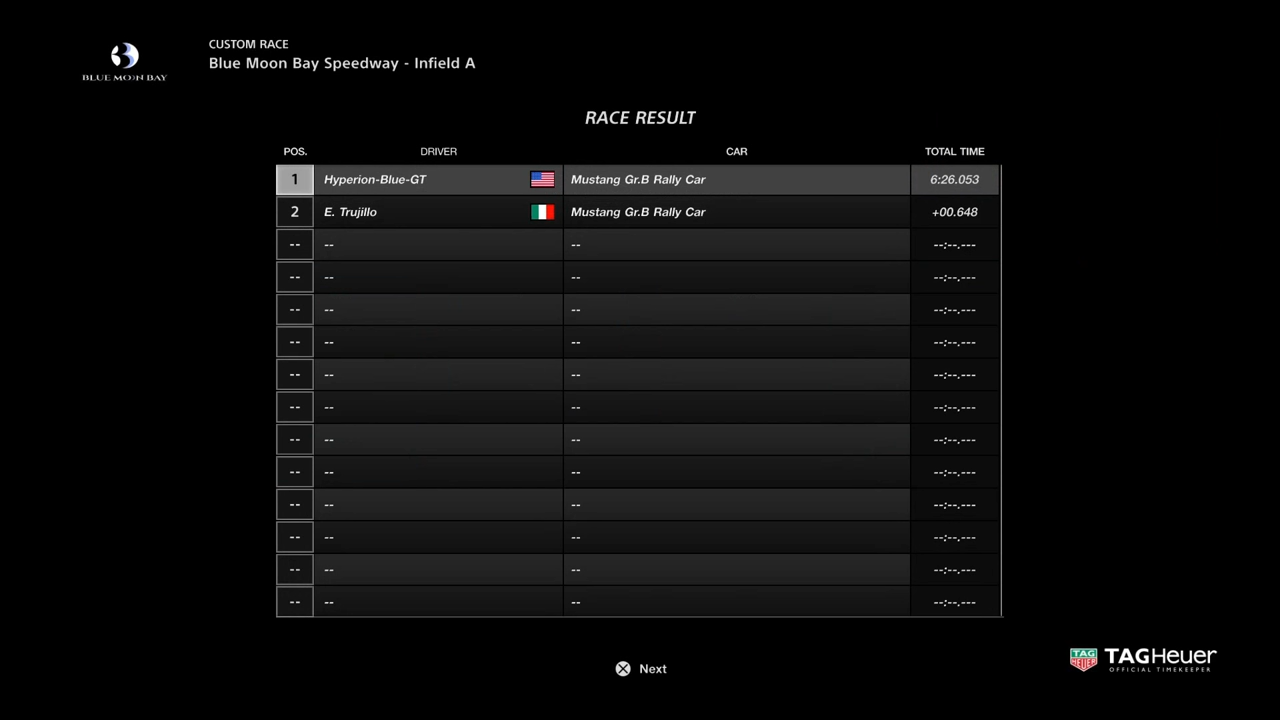 CUSTOM RACE
Blue Moon Bay Speedway - Infield A
BLUE MOON BAY
RACE RESULT
POS. DRIVER CAR TOTAL TIME
1 Hyperion-Blue-GT Mustang Gr.B Rally Car 6:26.053
2 E. Trujillo Mustang Gr.B Rally Car +00.648
-- -- -- --:--.---
-- -- -- --:--.---
-- -- -- --:--.---
-- -- -- --:--.---
-- -- -- --:--.---
-- -- -- --:--.---
-- -- -- --:--.---
-- -- -- --:--.---
-- -- -- --:--.---
-- -- -- --:--.---
-- -- -- --:--.---
-- -- -- --:--.---
Next
TAG HEUER
TAGHeuer
OFFICIAL TIMEKEEPER